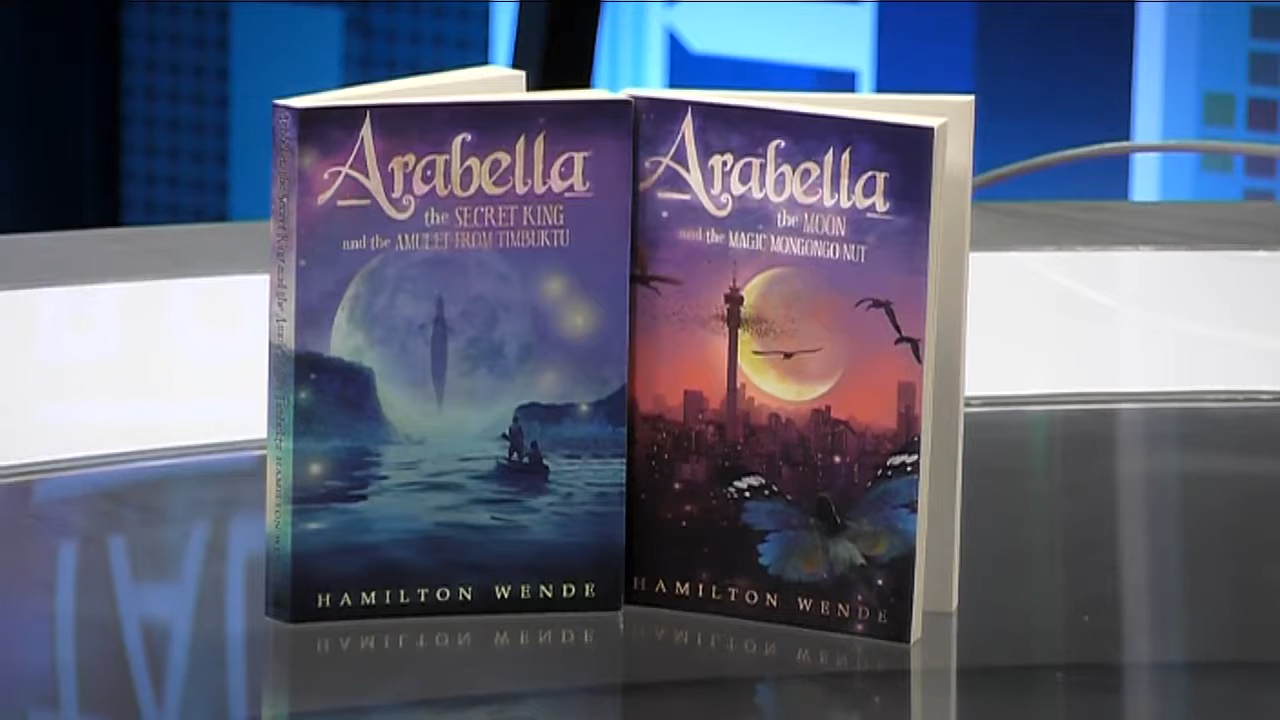 Arabella
the SECRET KING
and the AMULET FROM TIMBUKTU
HAMILTON WENDE
Arabella
the MOON
and the MAGIC MONGONGO NUT
HAMILTON WENDE